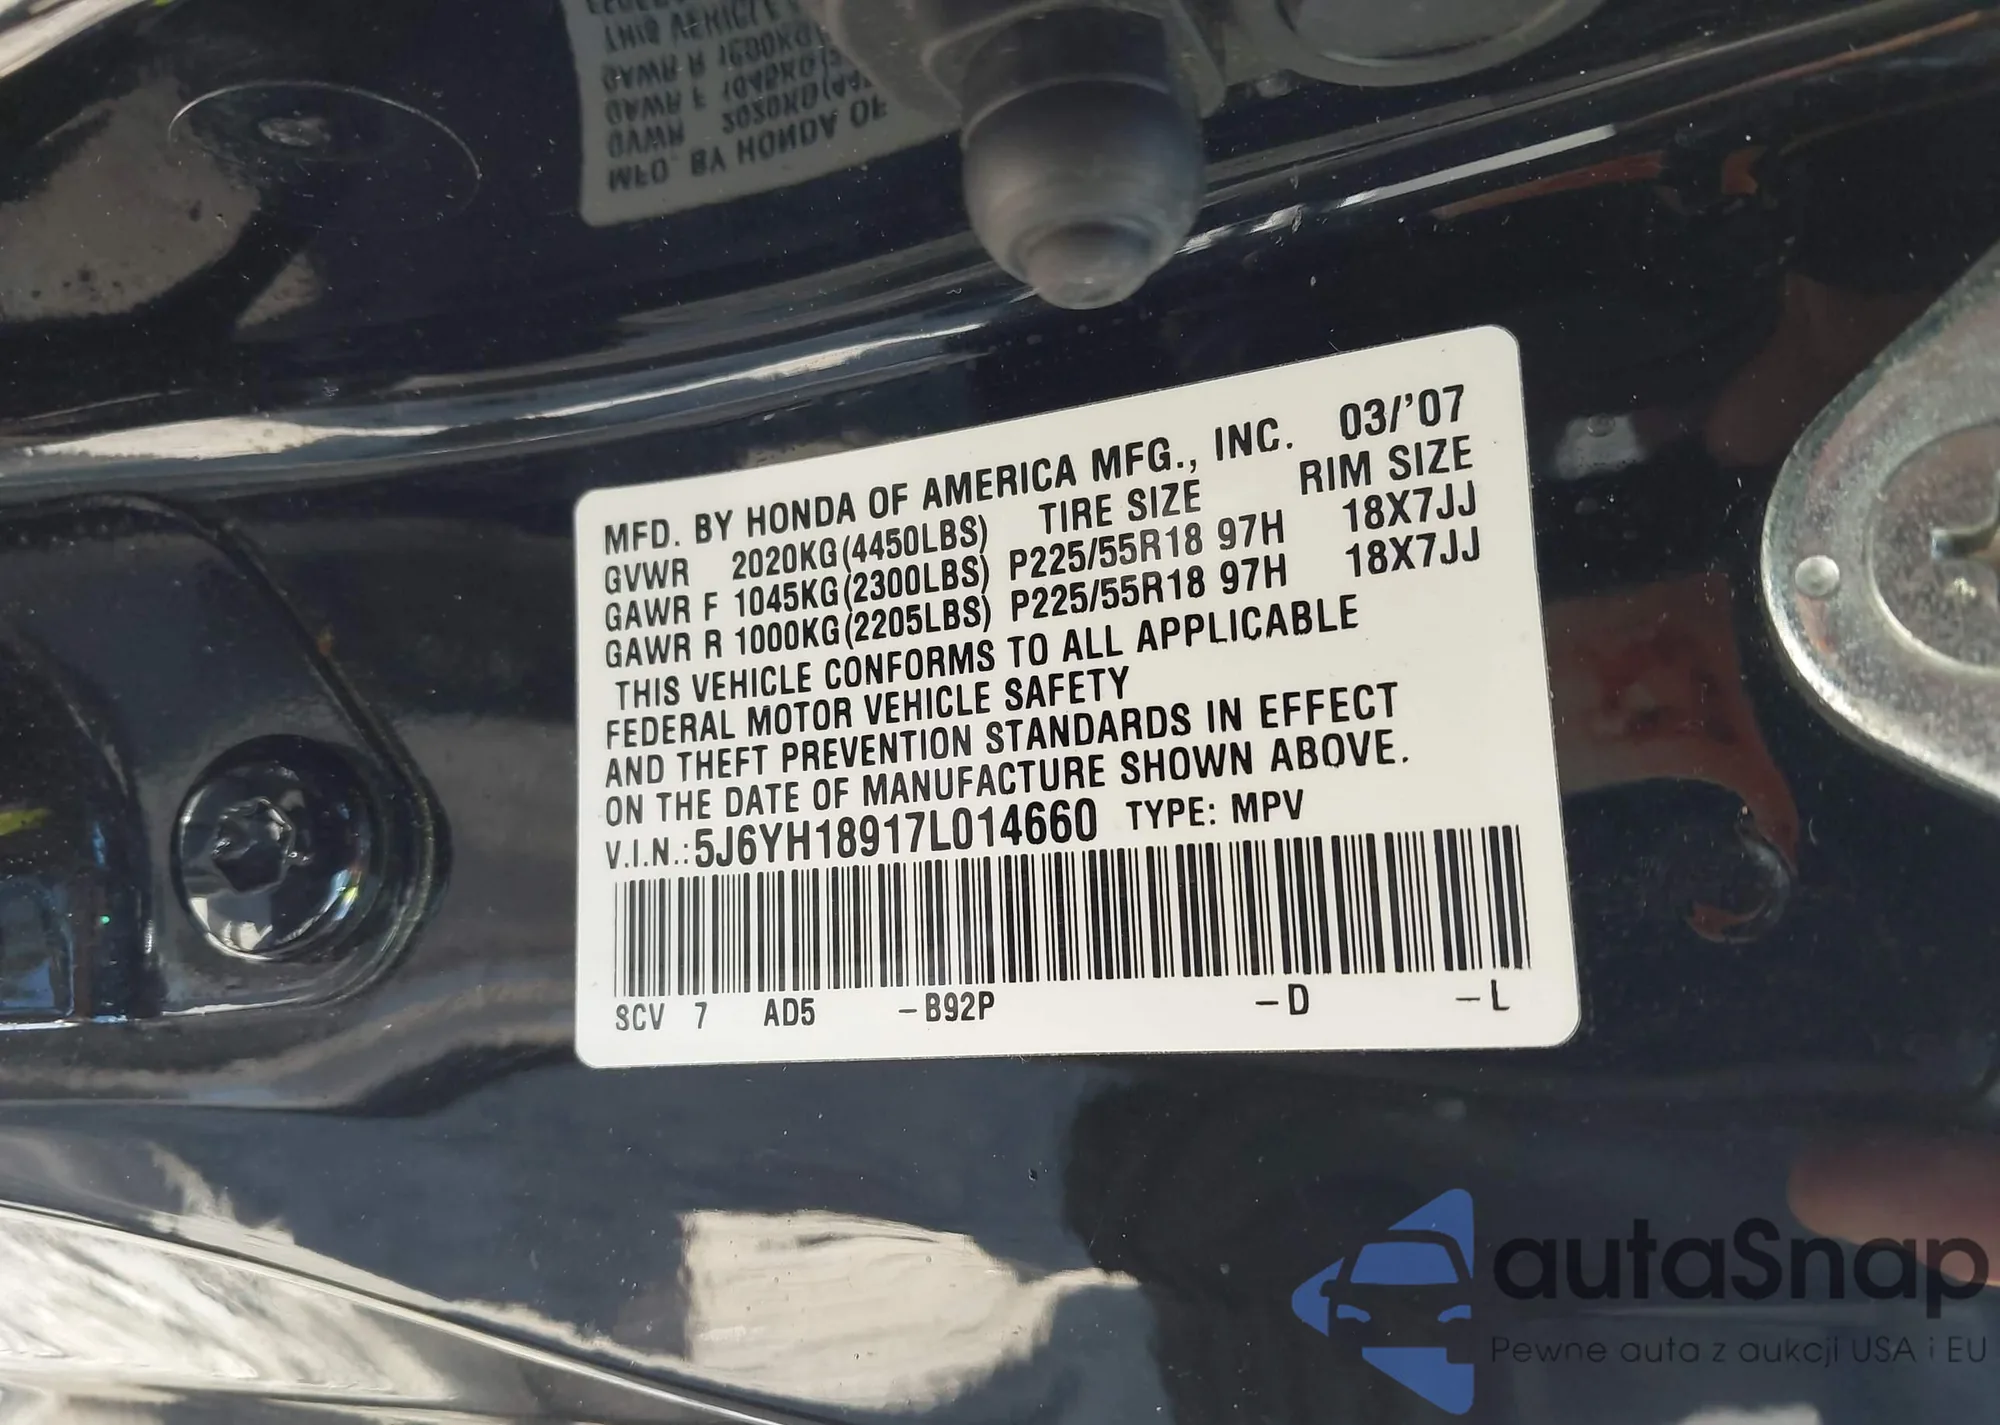 MFD. BY HONDA OF AMERICA MFG., INC. 03/'07
GVWR 2020KG(4450LBS) TIRE SIZE RIM SIZE
GAWR F 1045KG(2300LBS) P225/55R18 97H 18X7JJ
GAWR R 1000KG(2205LBS) P225/55R18 97H 18X7JJ
THIS VEHICLE CONFORMS TO ALL APPLICABLE
FEDERAL MOTOR VEHICLE SAFETY
AND THEFT PREVENTION STANDARDS IN EFFECT
ON THE DATE OF MANUFACTURE SHOWN ABOVE.
V.I.N.:5J6YH18917L014660 TYPE: MPV
SCV 7 AD5 -B92P -D -L
autaSnap
Pewne auta z aukcji USA i EU